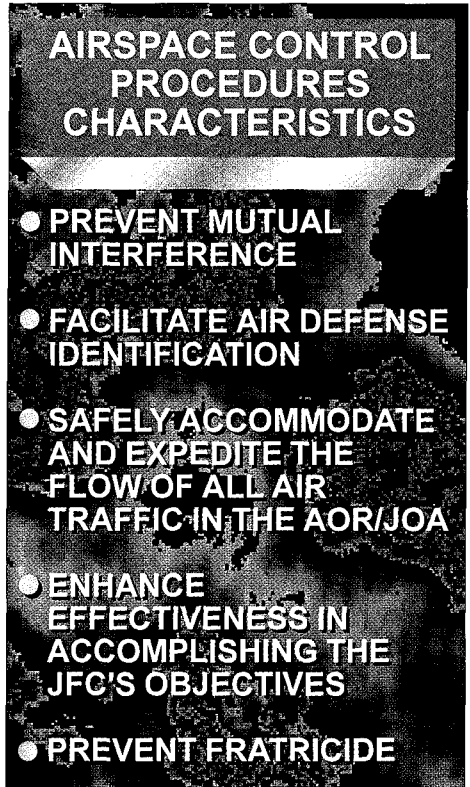 AIRSPACE CONTROL
PROCEDURES
CHARACTERISTICS
PREVENT MUTUAL
INTERFERENCE
FACILITATE AIR DEFENSE
IDENTIFICATION
SAFELY ACCOMMODATE
AND EXPEDITE THE
FLOW OF ALL AIR
TRAFFIC IN THE AOR/JOA
ENHANCE
EFFECTIVENESS IN
ACCOMPLISHING THE
JFC'S OBJECTIVES
PREVENT FRATRICIDE